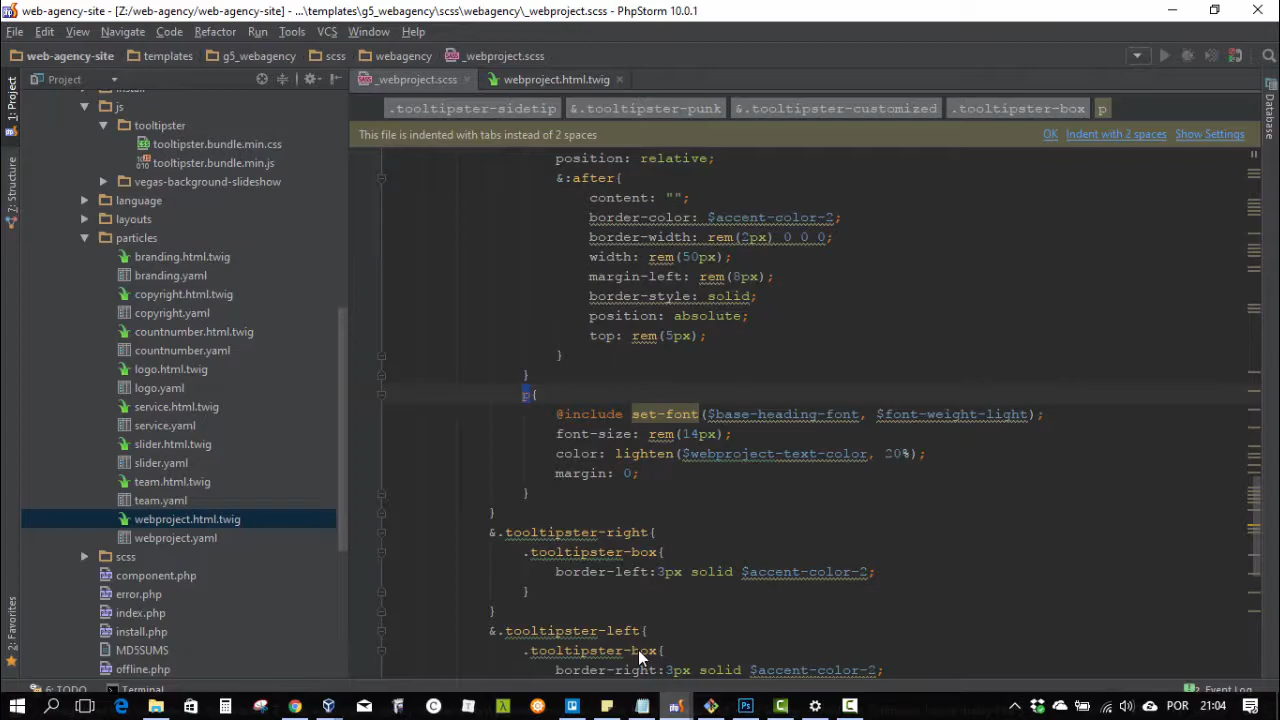 web-agency-site - [Z:/web-agency/web-agency-site] - ...\templates\g5_webagency\scss\webagency\_webproject.scss - PhpStorm 10.0.1
File Edit View Navigate Code Refactor Run Tools VCS Window Help
web-agency-site templates g5_webagency scss webagency _webproject.scss
Project
_webproject.scss
webproject.html.twig
1: Project
Structure
2: Favorites
Database
.tooltipster-sidetip &.tooltipster-punk &.tooltipster-customized .tooltipster-box p
This file is indented with tabs instead of 2 spaces
OK Indent with 2 spaces Show Settings
js
tooltipster
tooltipster.bundle.min.css
tooltipster.bundle.min.js
vegas-background-slideshow
language
layouts
particles
branding.html.twig
branding.yaml
copyright.html.twig
copyright.yaml
countnumber.html.twig
countnumber.yaml
logo.html.twig
logo.yaml
service.html.twig
service.yaml
slider.html.twig
slider.yaml
team.html.twig
team.yaml
webproject.html.twig
webproject.yaml
scss
component.php
error.php
index.php
install.php
MD5SUMS
offline.php
position: relative;
&:after{
content: "";
border-color: $accent-color-2;
border-width: rem(2px) 0 0 0;
width: rem(50px);
margin-left: rem(8px);
border-style: solid;
position: absolute;
top: rem(5px);
}
}
p{
@include set-font($base-heading-font, $font-weight-light);
font-size: rem(14px);
color: lighten($webproject-text-color, 20%);
margin: 0;
}
}
&.tooltipster-right{
.tooltipster-box{
border-left:3px solid $accent-color-2;
}
}
&.tooltipster-left{
.tooltipster-box{
border-right:3px solid $accent-color-2;
6: TODO Terminal
Event Log
POR 21:04